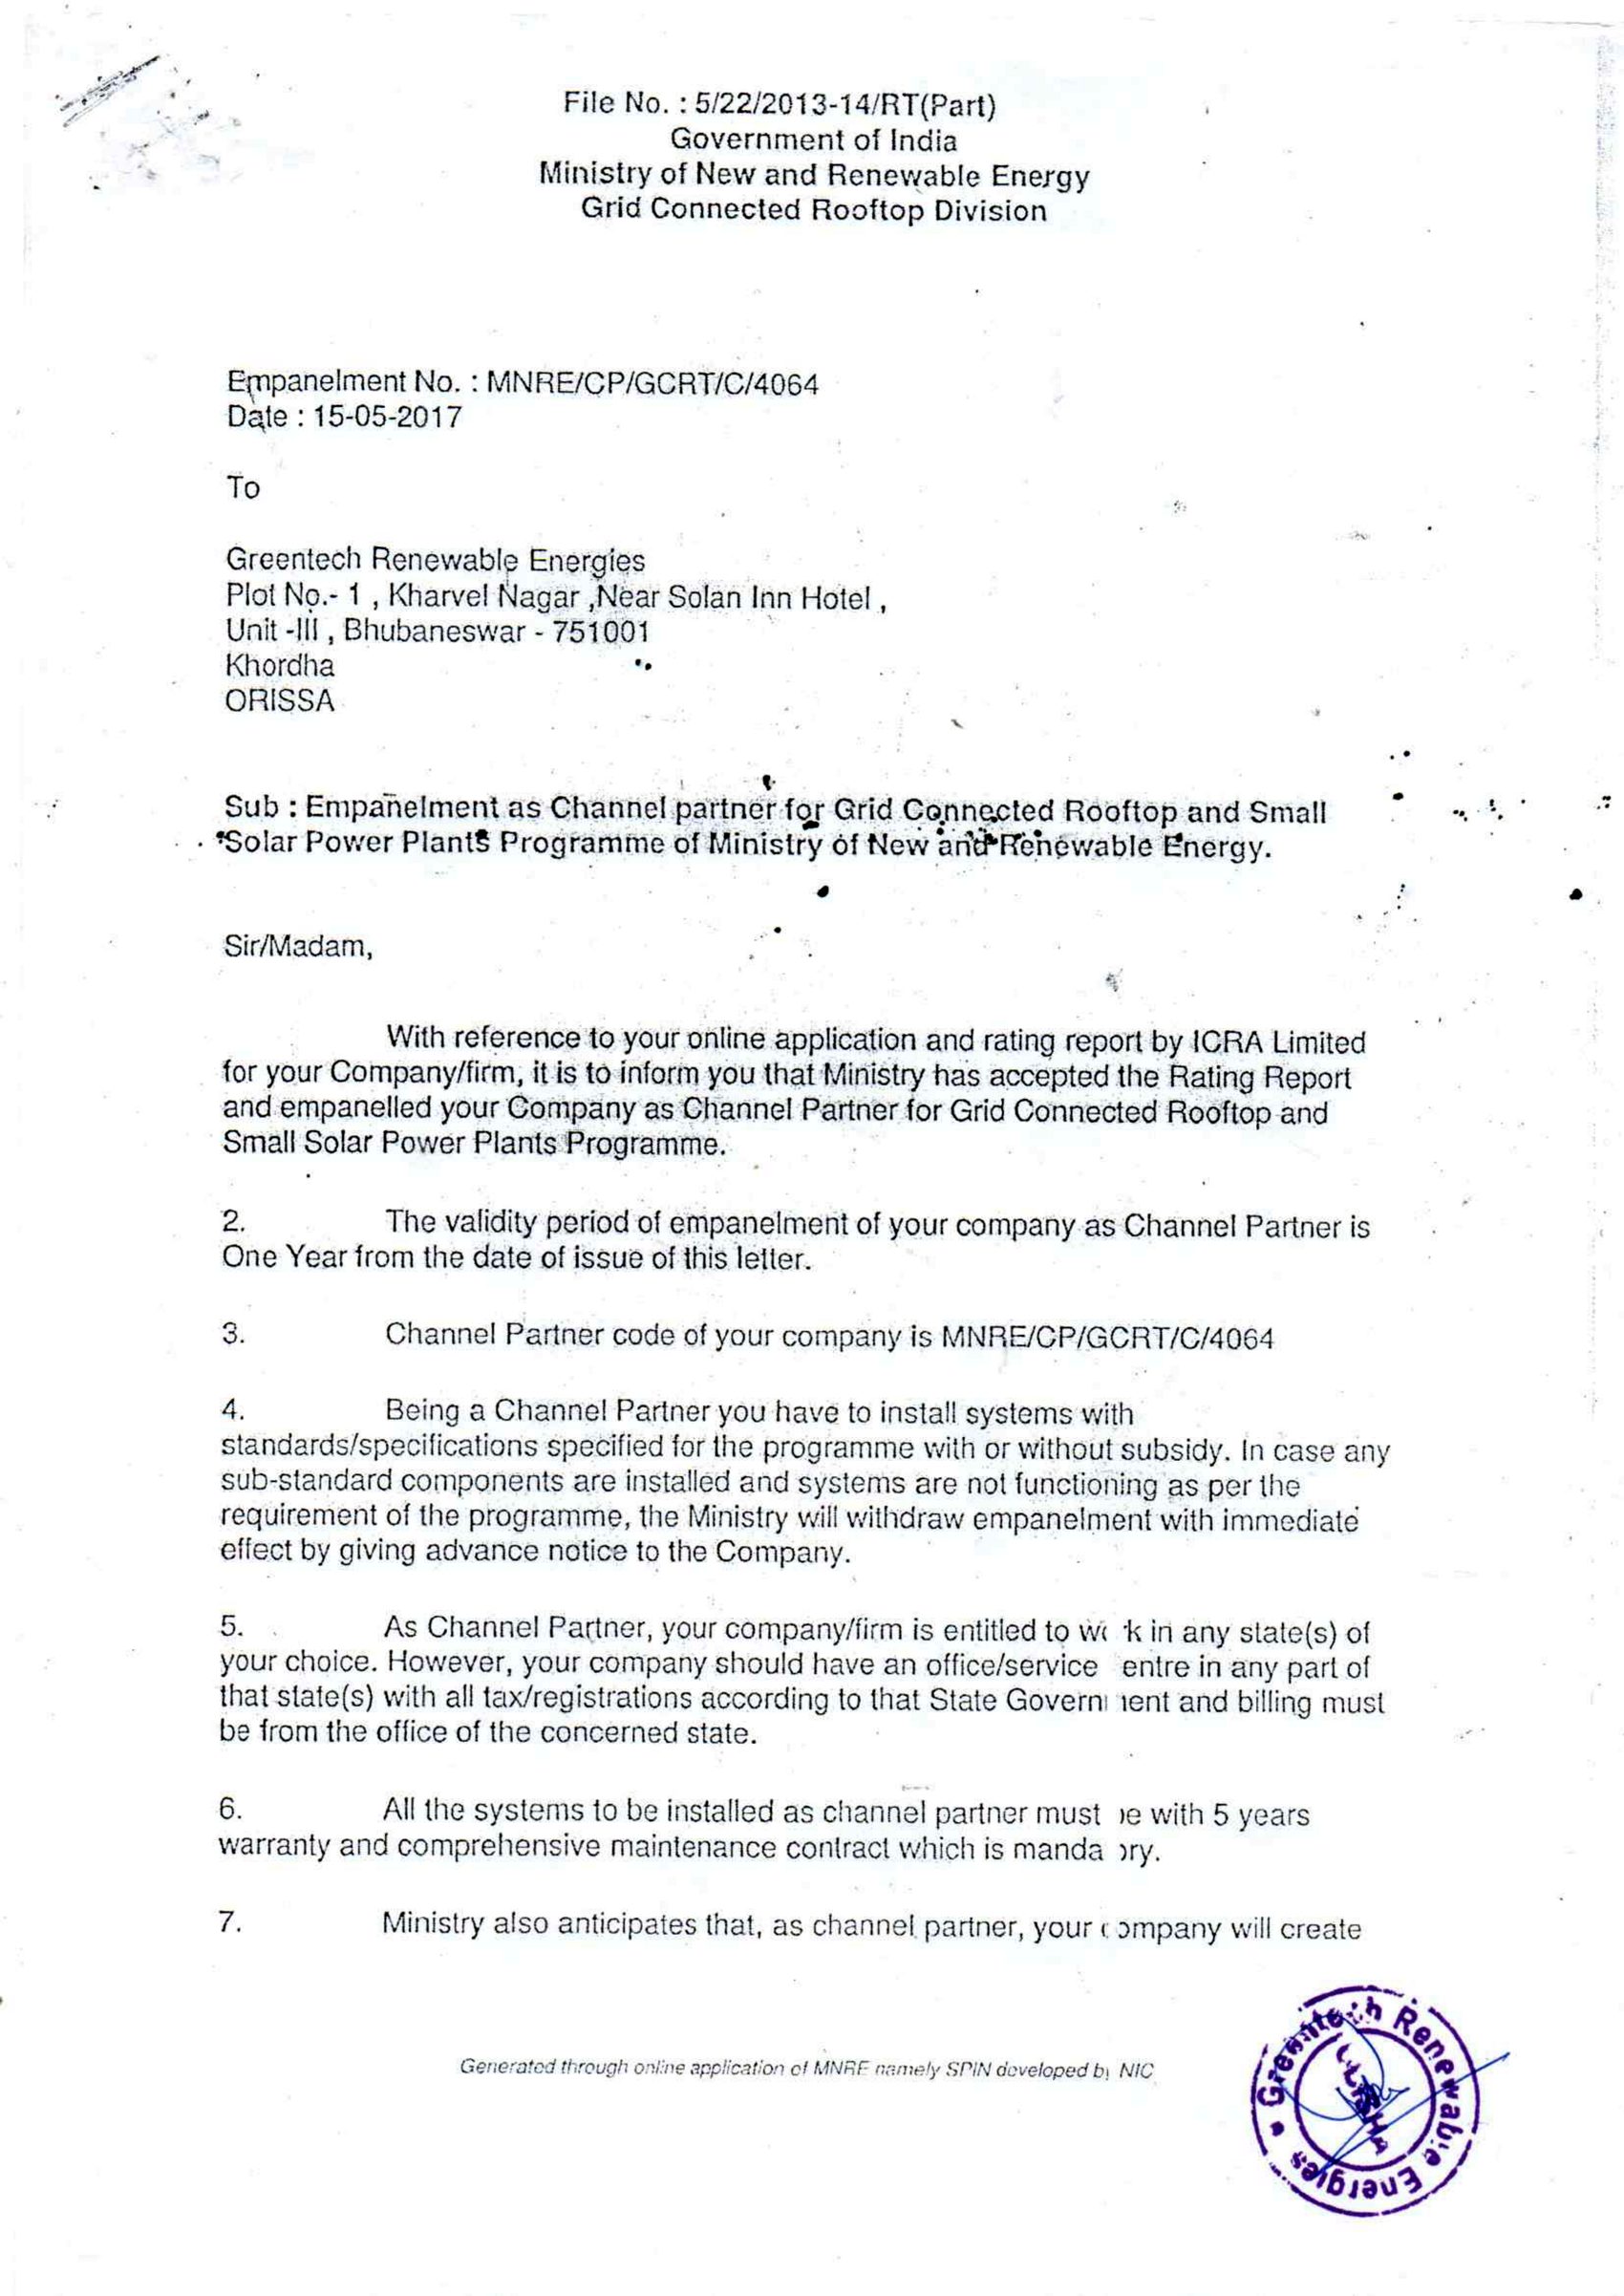 File No. : 5/22/2013-14/RT(Part)
Government of India
Ministry of New and Renewable Energy
Grid Connected Rooftop Division
Empanelment No. : MNRE/CP/GCRT/C/4064
Date : 15-05-2017
To
Greentech Renewable Energies
Plot No.- 1 , Kharvel Nagar ,Near Solan Inn Hotel ,
Unit -III , Bhubaneswar - 751001
Khordha
ORISSA
Sub : Empanelment as Channel partner for Grid Connected Rooftop and Small
Solar Power Plants Programme of Ministry of New and Renewable Energy.
Sir/Madam,
With reference to your online application and rating report by ICRA Limited
for your Company/firm, it is to inform you that Ministry has accepted the Rating Report
and empanelled your Company as Channel Partner for Grid Connected Rooftop and
Small Solar Power Plants Programme.
2. The validity period of empanelment of your company as Channel Partner is
One Year from the date of issue of this letter.
3. Channel Partner code of your company is MNRE/CP/GCRT/C/4064
4. Being a Channel Partner you have to install systems with
standards/specifications specified for the programme with or without subsidy. In case any
sub-standard components are installed and systems are not functioning as per the
requirement of the programme, the Ministry will withdraw empanelment with immediate
effect by giving advance notice to the Company.
5. As Channel Partner, your company/firm is entitled to w k in any state(s) of
your choice. However, your company should have an office/service entre in any part of
that state(s) with all tax/registrations according to that State Govern ent and billing must
be from the office of the concerned state.
6. All the systems to be installed as channel partner must e with 5 years
warranty and comprehensive maintenance contract which is manda ry.
7. Ministry also anticipates that, as channel partner, your ompany will create
Generated through online application of MNRE namely SPIN developed by NIC
Greentech Renewable Energies